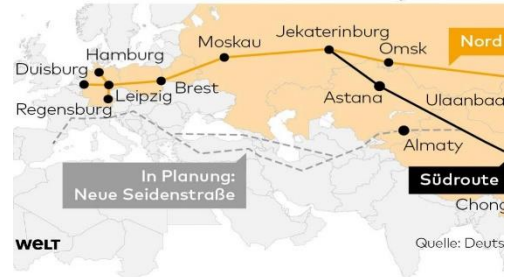 Hamburg
Duisburg
Regensburg
Leipzig
Brest
Moskau
Jekaterinburg
Omsk
Nord
Astana
Ulaanbaa
Almaty
In Planung:
Neue Seidenstraße
Südroute
Chong
WELT
Quelle: Deuts